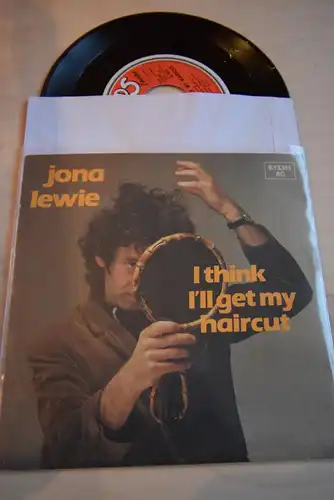 jona
lewie
I think
I'll get my
haircut